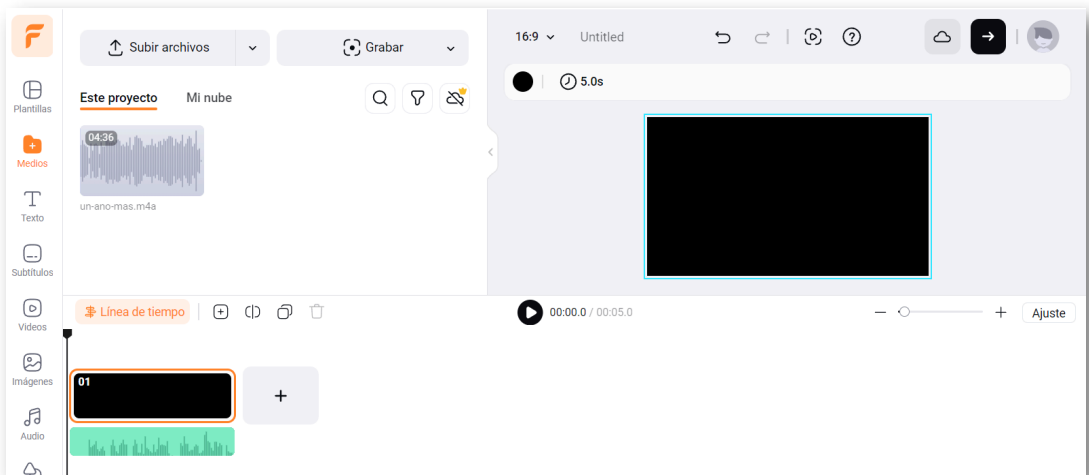 Subir archivos
Grabar
16:9
Untitled
Plantillas
Este proyecto
Mi nube
5.0s
04:36
Medios
un-ano-mas.m4a
Texto
Subtítulos
Línea de tiempo
00:00.0 / 00:05.0
Ajuste
Videos
Imágenes
01
Audio